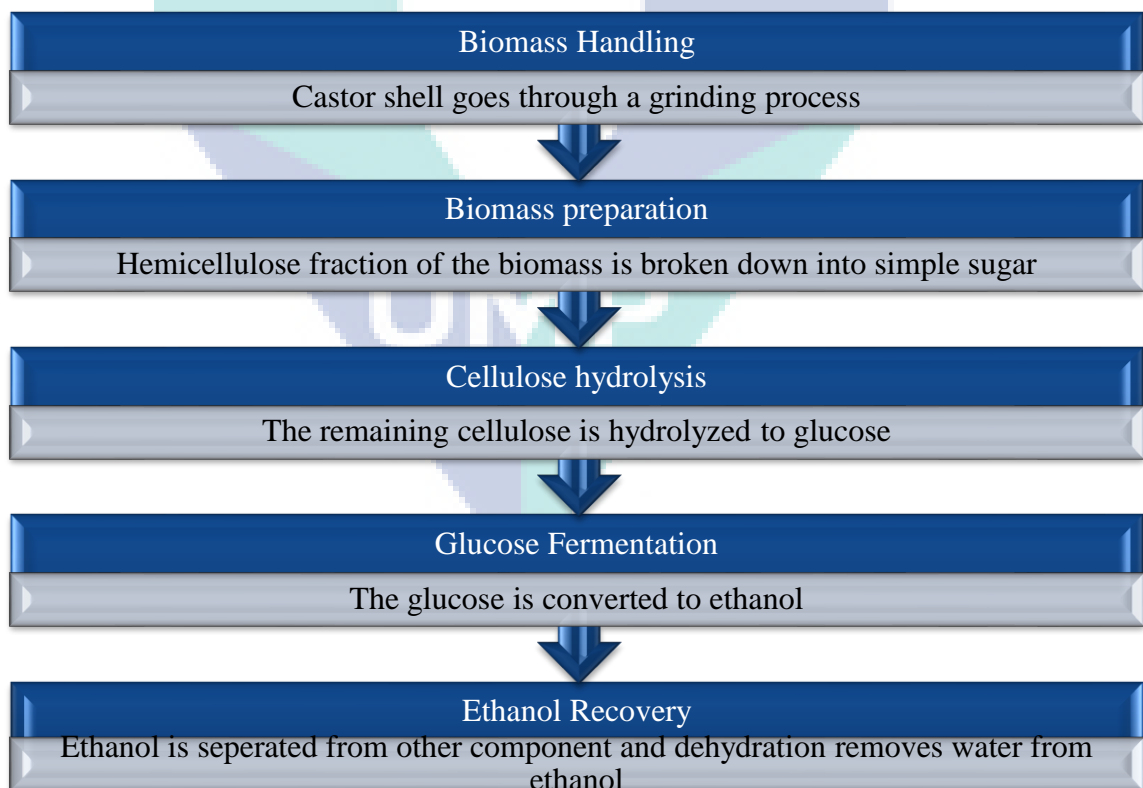 Biomass Handling
Castor shell goes through a grinding process
Biomass preparation
Hemicellulose fraction of the biomass is broken down into simple sugar
UMP
Cellulose hydrolysis
The remaining cellulose is hydrolyzed to glucose
Glucose Fermentation
The glucose is converted to ethanol
Ethanol Recovery
Ethanol is seperated from other component and dehydration removes water from
ethanol